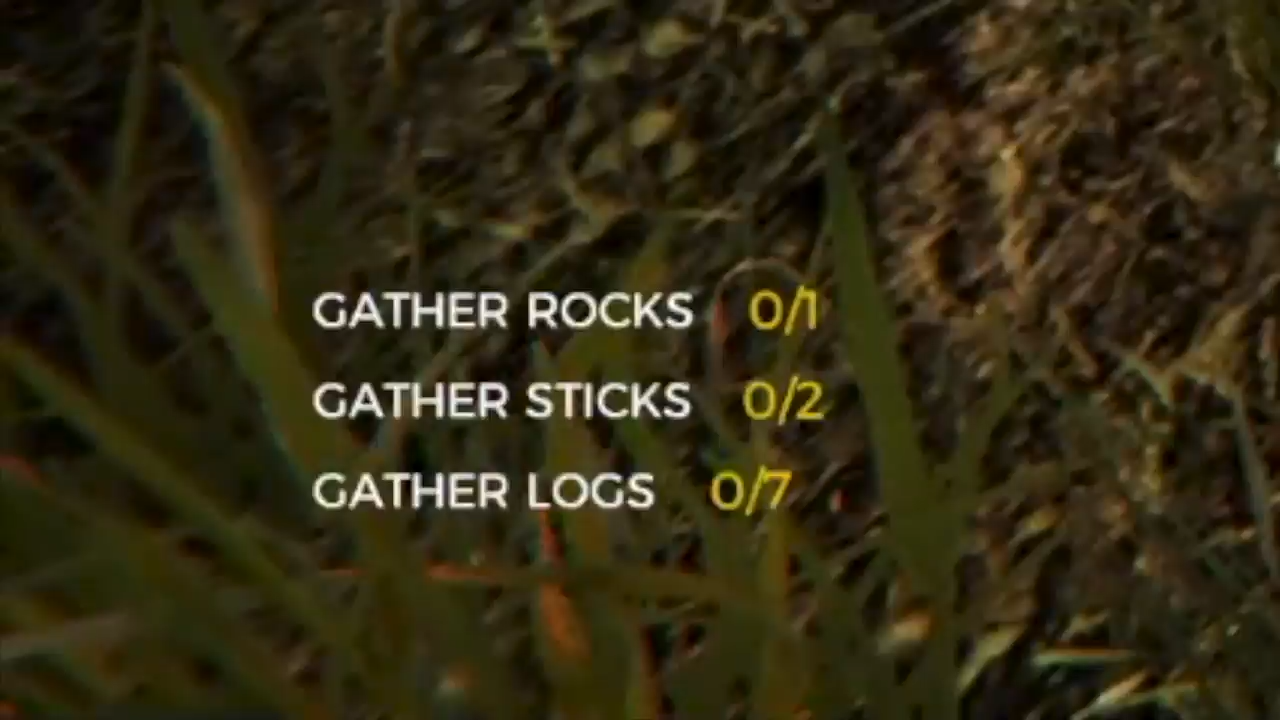 GATHER ROCKS 0/1
GATHER STICKS 0/2
GATHER LOGS 0/7